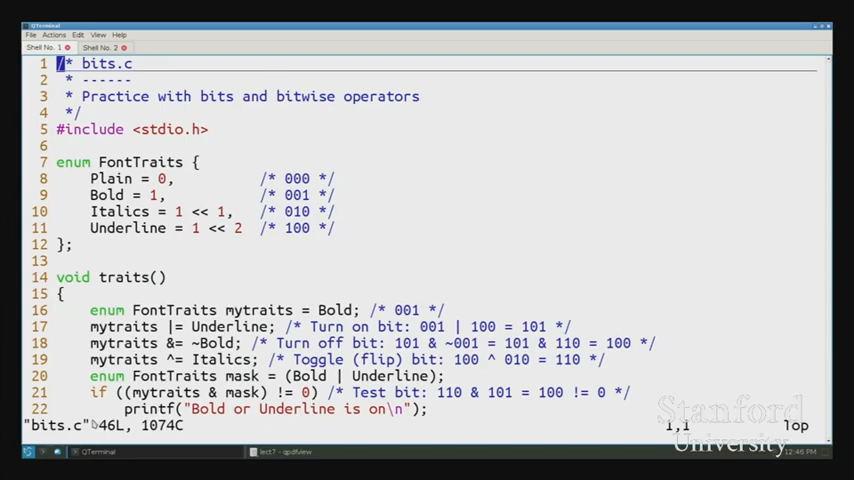 QTerminal
File Actions Edit View Help
Shell No. 1 Shell No. 2
1 /* bits.c
2  * ------
3  * Practice with bits and bitwise operators
4  */
5 #include <stdio.h>
6
7 enum FontTraits {
8     Plain = 0,          /* 000 */
9     Bold = 1,           /* 001 */
10     Italics = 1 << 1,   /* 010 */
11     Underline = 1 << 2  /* 100 */
12 };
13
14 void traits()
15 {
16     enum FontTraits mytraits = Bold; /* 001 */
17     mytraits |= Underline; /* Turn on bit: 001 | 100 = 101 */
18     mytraits &= ~Bold; /* Turn off bit: 101 & ~001 = 101 & 110 = 100 */
19     mytraits ^= Italics; /* Toggle (flip) bit: 100 ^ 010 = 110 */
20     enum FontTraits mask = (Bold | Underline);
21     if ((mytraits & mask) != 0) /* Test bit: 110 & 101 = 100 != 0 */
22         printf("Bold or Underline is on\n");
"bits.c" 46L, 1074C 1,1 Top
Stanford
University
QTerminal lect7 - qpdfview 12:46 PM